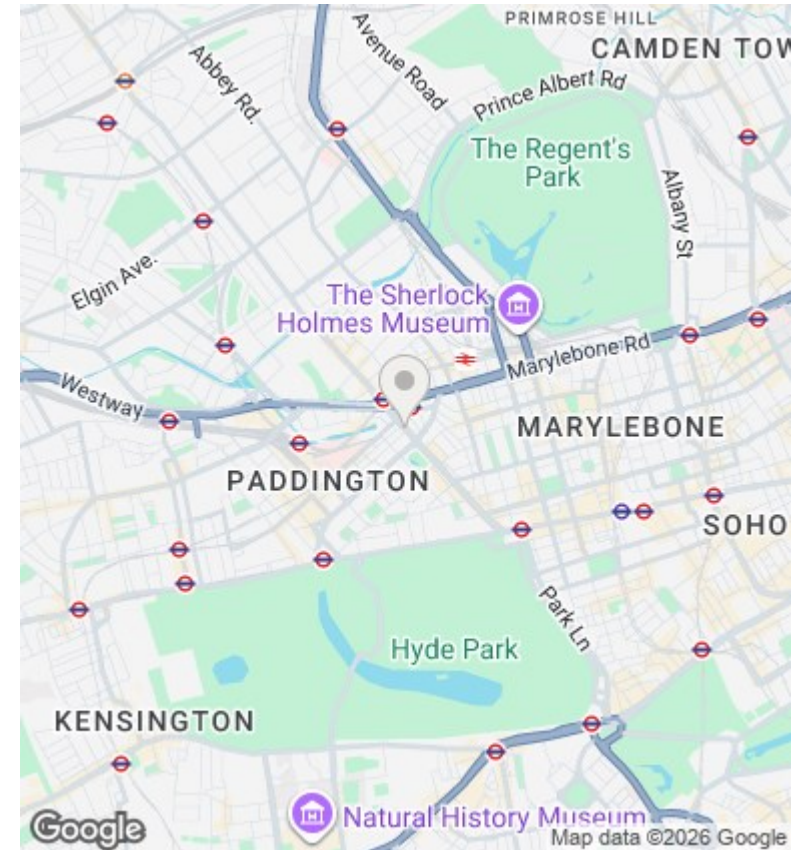 PRIMROSE HILL
CAMDEN TOW
Abbey Rd.
Avenue Road
Prince Albert Rd
The Regent's
Park
Albany St
Elgin Ave.
The Sherlock
Holmes Museum
Marylebone Rd
Westway
MARYLEBONE
PADDINGTON
SOHO
Park Ln
Hyde Park
KENSINGTON
Natural History Museum
Google
Map data ©2026 Google